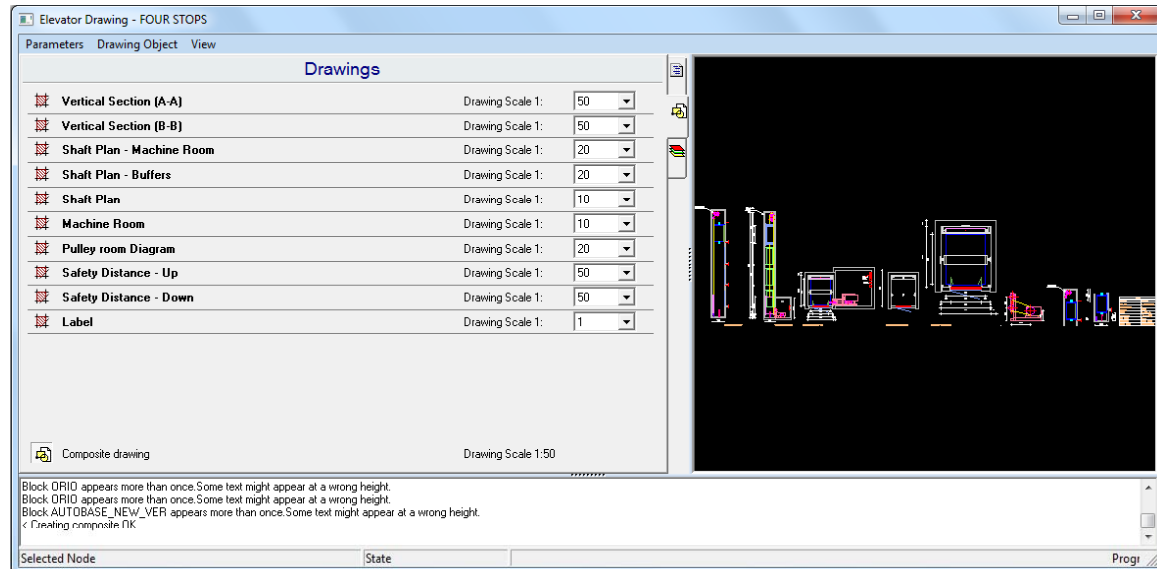 Elevator Drawing - FOUR STOPS
Parameters Drawing Object View
Drawings
Vertical Section (A-A) Drawing Scale 1: 50
Vertical Section (B-B) Drawing Scale 1: 50
Shaft Plan - Machine Room Drawing Scale 1: 20
Shaft Plan - Buffers Drawing Scale 1: 20
Shaft Plan Drawing Scale 1: 10
Machine Room Drawing Scale 1: 10
Pulley room Diagram Drawing Scale 1: 20
Safety Distance - Up Drawing Scale 1: 50
Safety Distance - Down Drawing Scale 1: 50
Label Drawing Scale 1: 1
Composite drawing Drawing Scale 1:50
Block ORIO appears more than once.Some text might appear at a wrong height.
Block ORIO appears more than once.Some text might appear at a wrong height.
Block AUTOBASE_NEW_VER appears more than once.Some text might appear at a wrong height.
< Creating composite OK
Selected Node State Progr